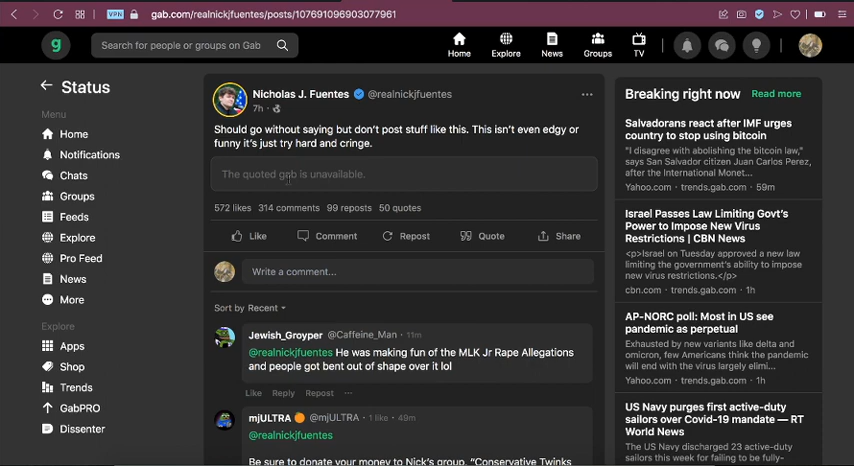 VPN
gab.com/realnickjfuentes/posts/107691096903077961
g
Search for people or groups on Gab
Home
Explore
News
Groups
TV
Status
Menu
Home
Notifications
Chats
Groups
Feeds
Explore
Pro Feed
News
More
Explore
Apps
Shop
Trends
GabPRO
Dissenter
Nicholas J. Fuentes @realnickjfuentes
7h ·
Should go without saying but don't post stuff like this. This isn't even edgy or
funny it's just try hard and cringe.
The quoted gab is unavailable.
572 likes 314 comments 99 reposts 50 quotes
Like
Comment
Repost
Quote
Share
Write a comment...
Sort by Recent
Jewish_Groyper @Caffeine_Man · 11m
@realnickjfuentes He was making fun of the MLK Jr Rape Allegations
and people got bent out of shape over it lol
Like Reply Repost ...
mjULTRA 🍊 @mjULTRA · 1 like · 49m
@realnickjfuentes
Be sure to donate your money to Nick's group, "Conservative Twinks
Breaking right now Read more
Salvadorans react after IMF urges
country to stop using bitcoin
"I disagree with abolishing the bitcoin law,"
says San Salvador citizen Juan Carlos Perez,
after the International Monet...
Yahoo.com · trends.gab.com · 59m
Israel Passes Law Limiting Govt's
Power to Impose New Virus
Restrictions | CBN News
<p>Israel on Tuesday approved a new law
limiting the government's ability to impose
new virus restrictions.</p>
cbn.com · trends.gab.com · 1h
AP-NORC poll: Most in US see
pandemic as perpetual
Exhausted by new variants like delta and
omicron, few Americans think the pandemic
will end with the virus largely elimi...
Yahoo.com · trends.gab.com · 1h
US Navy purges first active-duty
sailors over Covid-19 mandate — RT
World News
The US Navy discharged 23 active-duty
sailors this week for failing to be fully-